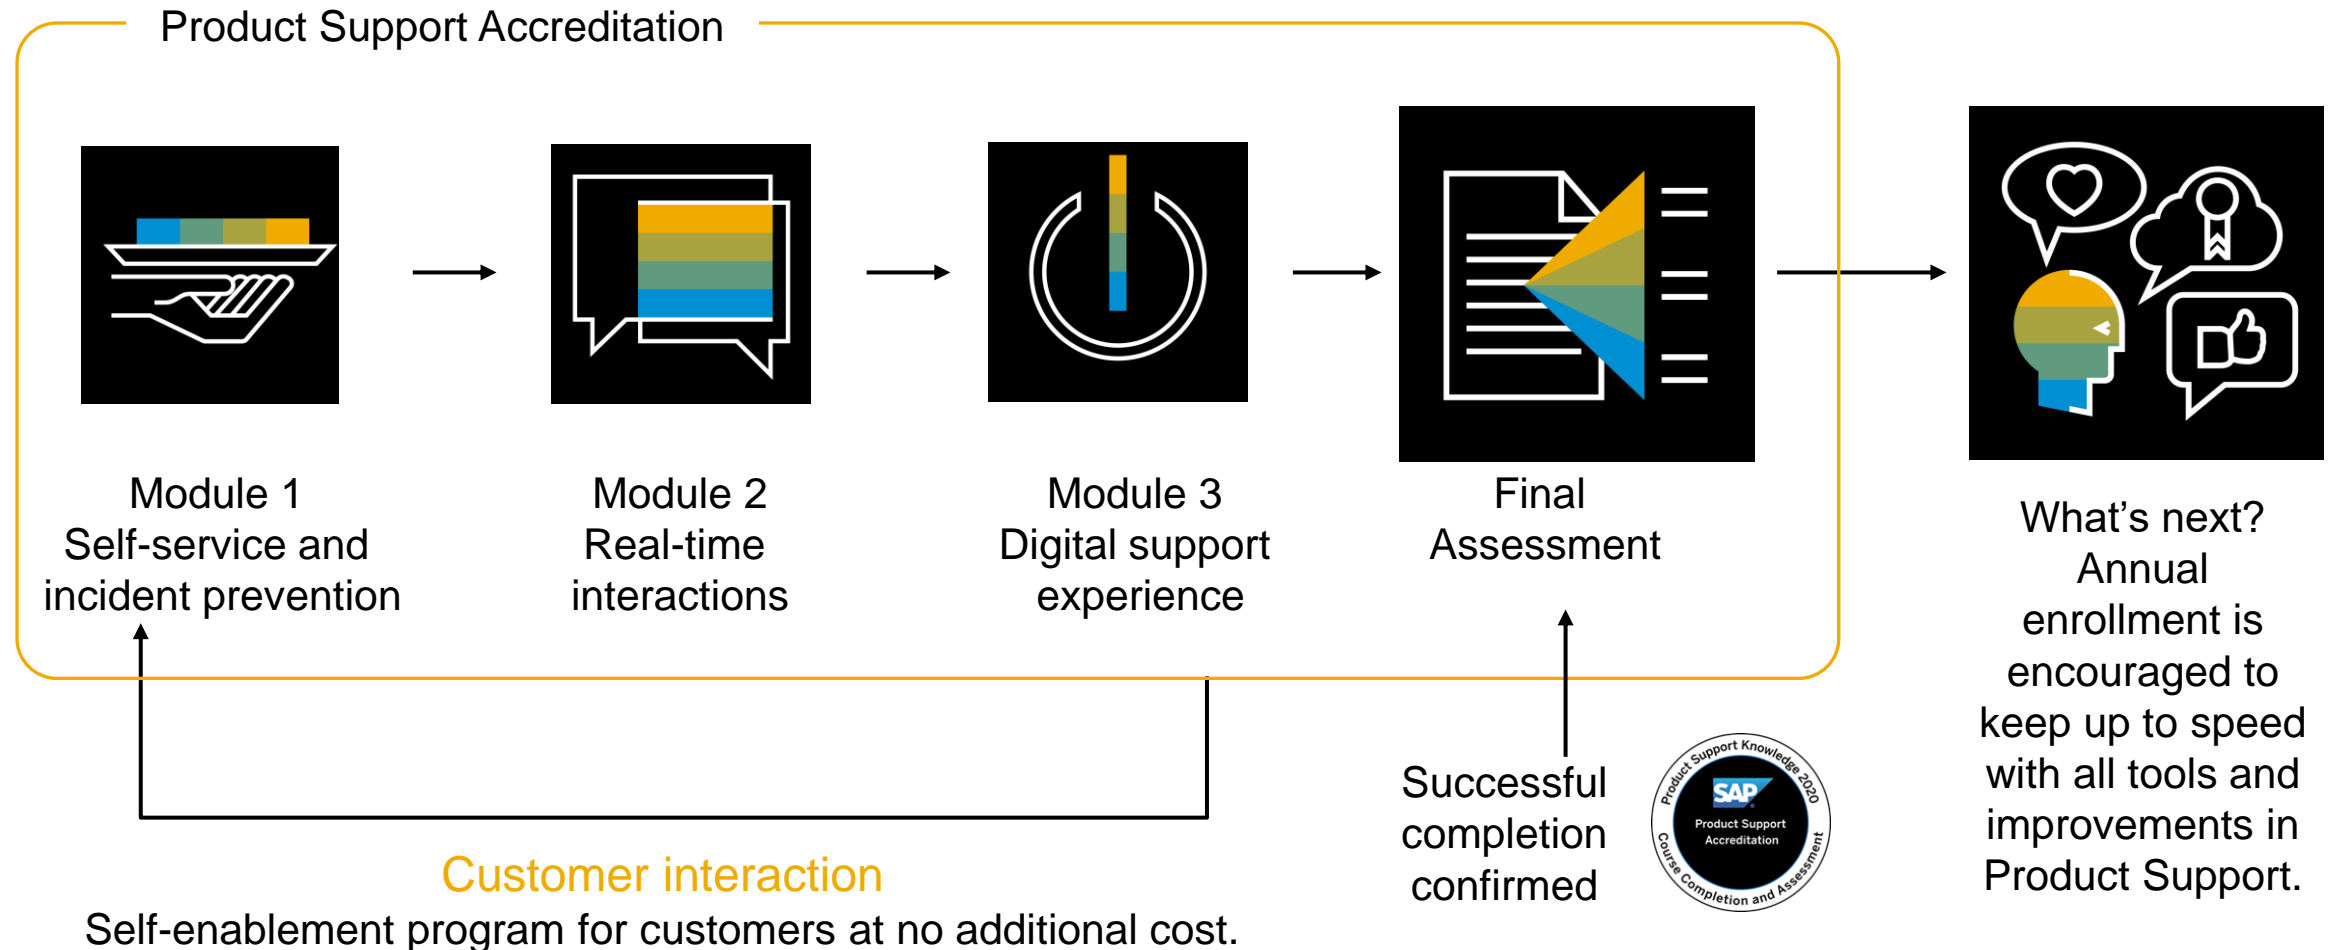 Product Support Accreditation
Module 1
Self-service and
incident prevention
Module 2
Real-time
interactions
Module 3
Digital support
experience
Final
Assessment
What’s next?
Annual
enrollment is
encouraged to
keep up to speed
with all tools and
improvements in
Product Support.
Successful
completion
confirmed
Product Support Knowledge 2020
SAP
Product Support
Accreditation
Course Completion and Assessment
Customer interaction
Self-enablement program for customers at no additional cost.